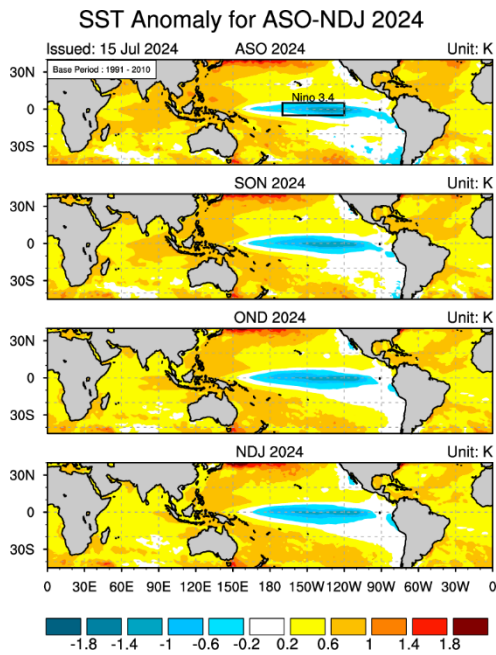 SST Anomaly for ASO-NDJ 2024
Issued: 15 Jul 2024 ASO 2024 Unit: K
Base Period : 1991 - 2010
30N
Nino 3.4
0
30S
SON 2024 Unit: K
30N
0
30S
OND 2024 Unit: K
30N
0
30S
NDJ 2024 Unit: K
30N
0
30S
0 30E 60E 90E 120E 150E 180 150W 120W 90W 60W 30W 0
-1.8 -1.4 -1 -0.6 -0.2 0.2 0.6 1 1.4 1.8